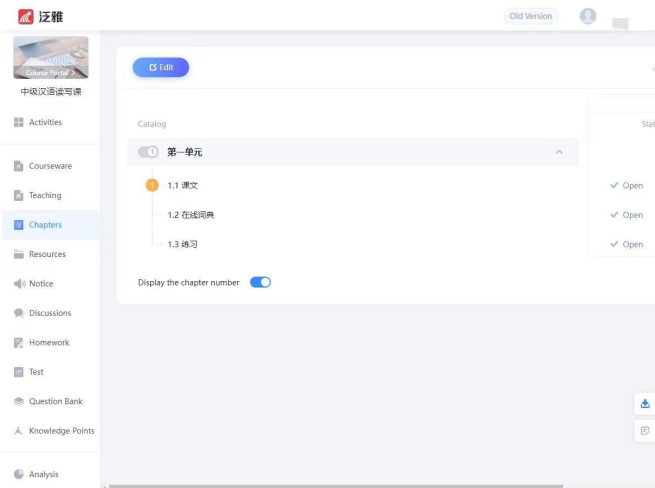 泛雅
Old Version
Course Portal >
中级汉语读写课
Activities
Courseware
Teaching
Chapters
Resources
Notice
Discussions
Homework
Test
Question Bank
Knowledge Points
Analysis
Edit
Catalog
Stat
1 第一单元
1 1.1 课文
Open
1.2 在线词典
Open
1.3 练习
Open
Display the chapter number